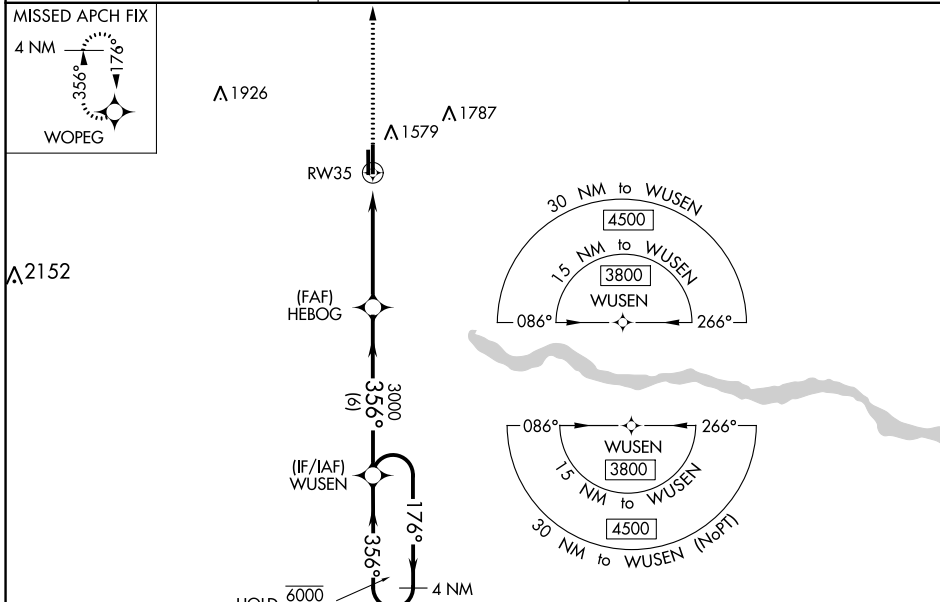 MISSED APCH FIX
4 NM
356°
176°
WOPEG
1926
1787
1579
RW35
2152
(FAF)
HEBOG
3000
356°
(6)
(IF/IAF)
WUSEN
176°
356°
4 NM
HOLD 6000
30 NM to WUSEN
4500
15 NM to WUSEN
3800
WUSEN
086°
266°
086°
266°
WUSEN
3800
15 NM to WUSEN
4500
30 NM to WUSEN (NoPT)